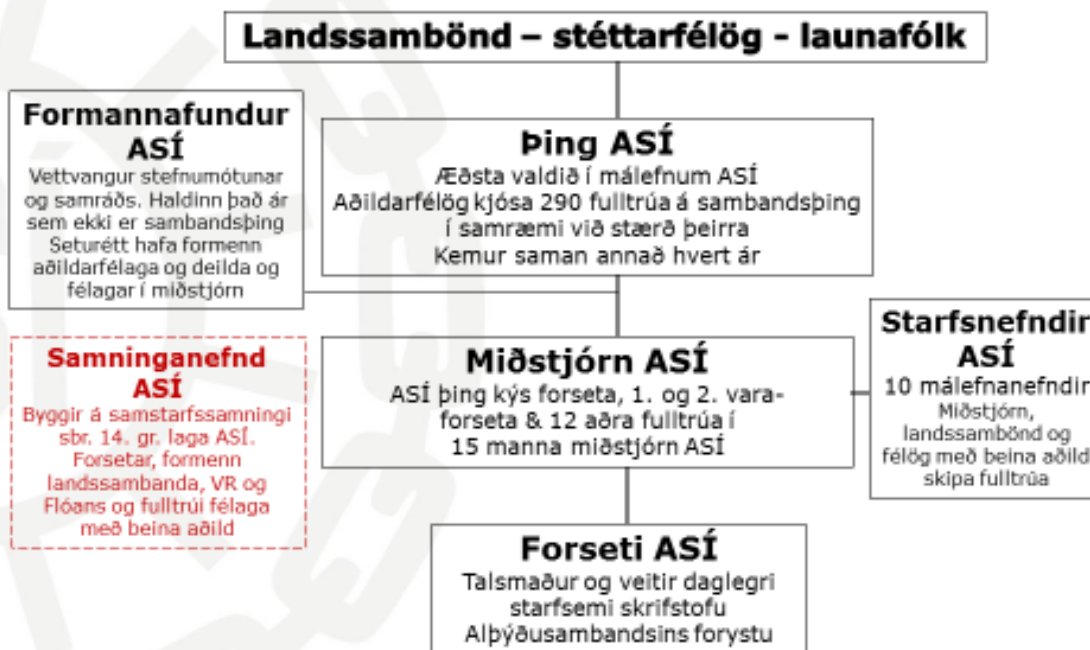 Landssambönd – stéttarfélög - launafólk
Formannafundur
ASÍ
Vettvangur stefnumótunar
og samráðs. Haldinn það ár
sem ekki er sambandsþing
Seturétt hafa formenn
aðildarfélaga og deilda og
félagar í miðstjórn
Þing ASÍ
Æðsta valdið í málefnum ASÍ
Aðildarfélög kjósa 290 fulltrúa á sambandsþing
í samræmi við stærð þeirra
Kemur saman annað hvert ár
Samninganefnd
ASÍ
Byggir á samstarfssamningi
sbr. 14. gr. laga ASÍ.
Forsetar, formenn
landssambanda, VR og
Flóans og fulltrúi félaga
með beina aðild
Miðstjórn ASÍ
ASÍ þing kýs forseta, 1. og 2. vara-
forseta & 12 aðra fulltrúa í
15 manna miðstjórn ASÍ
Starfsnefndir
ASÍ
10 málefnanefndir
Miðstjórn,
landssambönd og
félög með beina aðild
skipa fulltrúa
Forseti ASÍ
Talsmaður og veitir daglegri
starfsemi skrifstofu
Alþýðusambandsins forystu